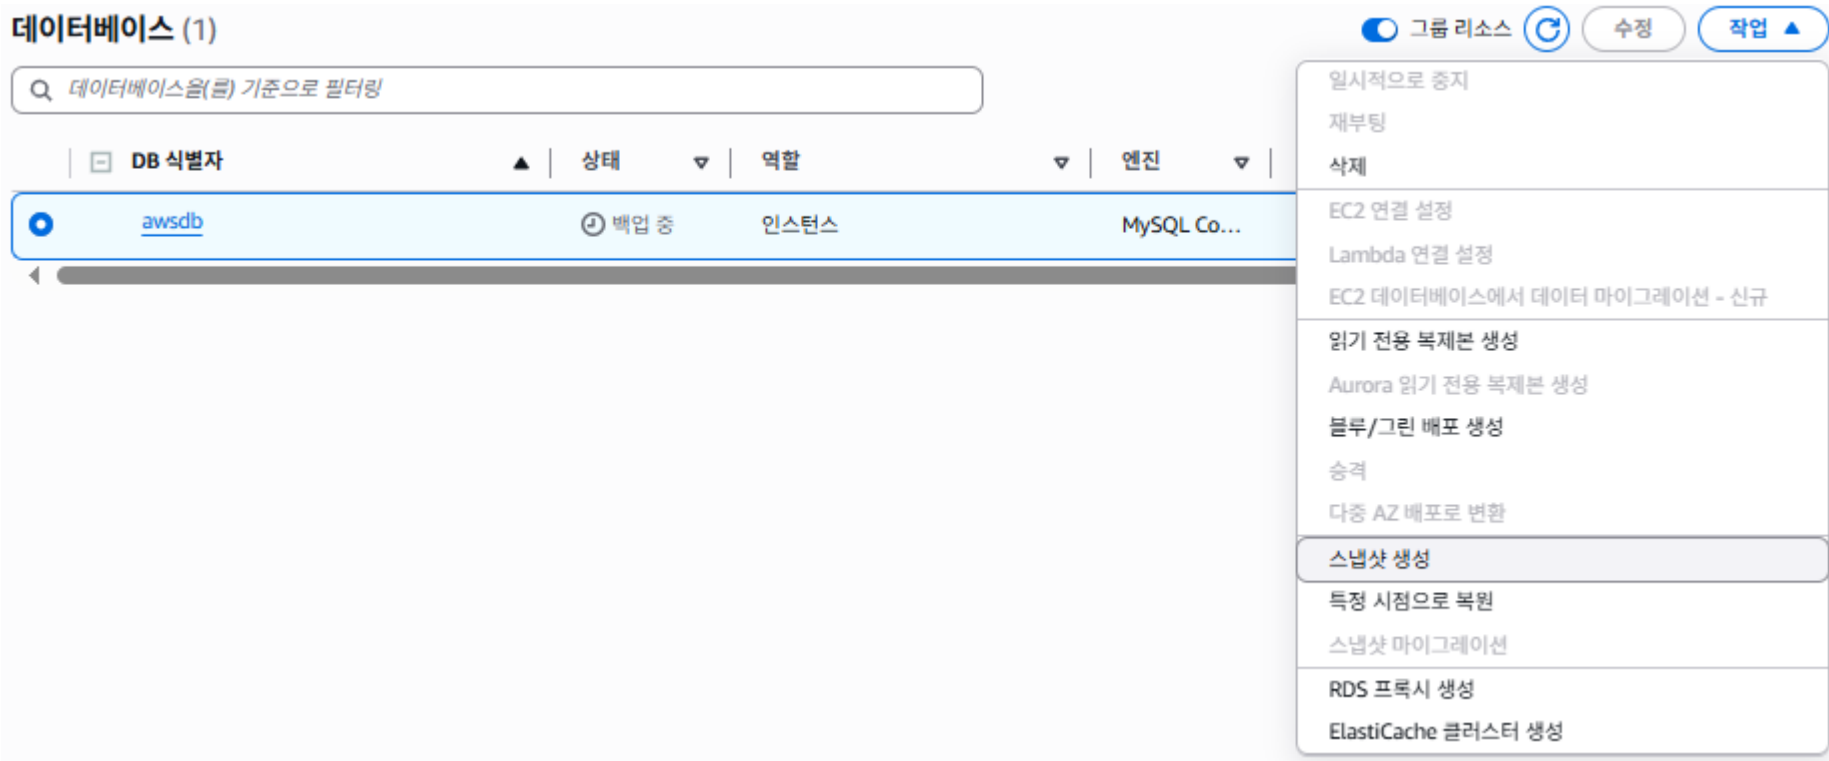 데이터베이스 (1)
그룹 리소스
수정
작업
데이터베이스을(를) 기준으로 필터링
DB 식별자
상태
역할
엔진
awsdb
백업 중
인스턴스
MySQL Co...
일시적으로 중지
재부팅
삭제
EC2 연결 설정
Lambda 연결 설정
EC2 데이터베이스에서 데이터 마이그레이션 - 신규
읽기 전용 복제본 생성
Aurora 읽기 전용 복제본 생성
블루/그린 배포 생성
승격
다중 AZ 배포로 변환
스냅샷 생성
특정 시점으로 복원
스냅샷 마이그레이션
RDS 프록시 생성
ElastiCache 클러스터 생성